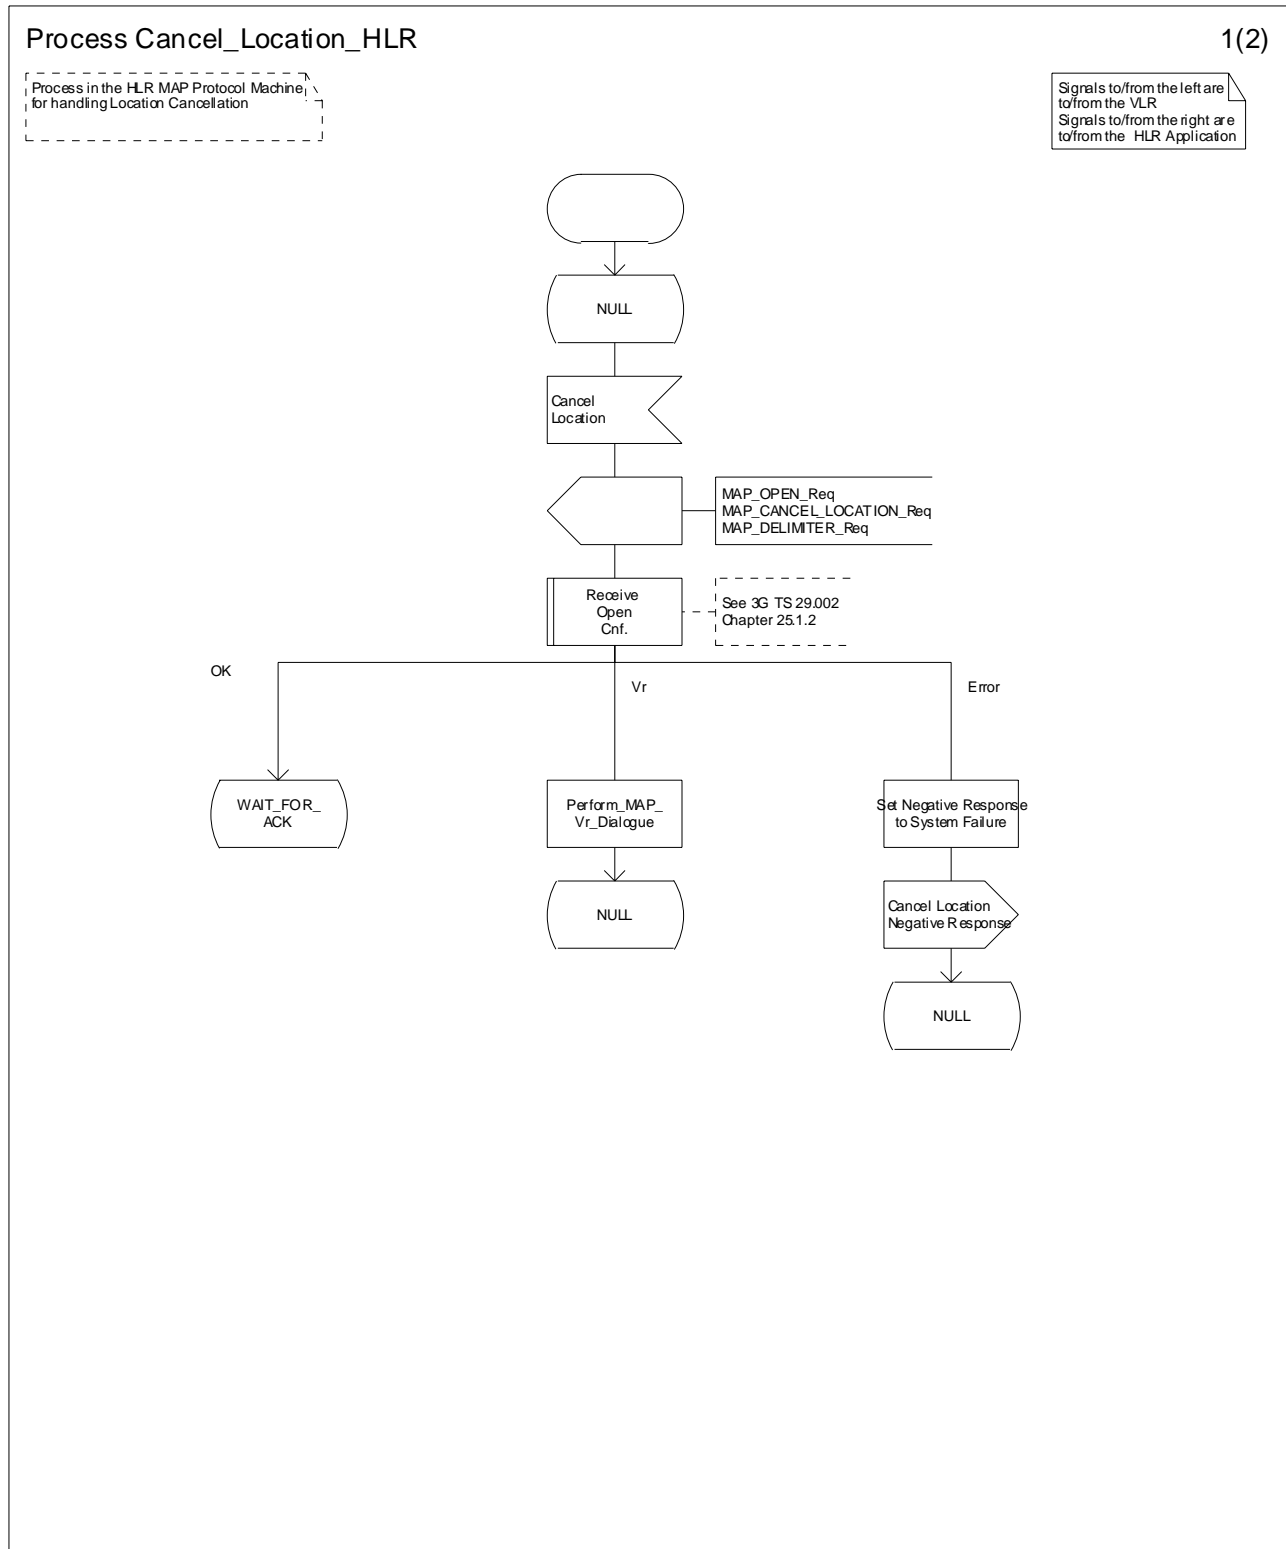 Process Cancel_Location_HLR
1(2)
Process in the HLR MAP Protocol Machine
for handling Location Cancellation
Signals to/from the left are
to/from the VLR
Signals to/from the right are
to/from the HLR Application
NULL
Cancel
Location
MAP_OPEN_Req
MAP_CANCEL_LOCATION_Req
MAP_DELIMITER_Req
Receive
Open
Cnf.
See 3G TS 29.002
Chapter 25.1.2
OK
Vr
Error
WAIT_FOR_
ACK
Perform_MAP_
Vr_Dialogue
Set Negative Response
to System Failure
NULL
Cancel Location
Negative Response
NULL